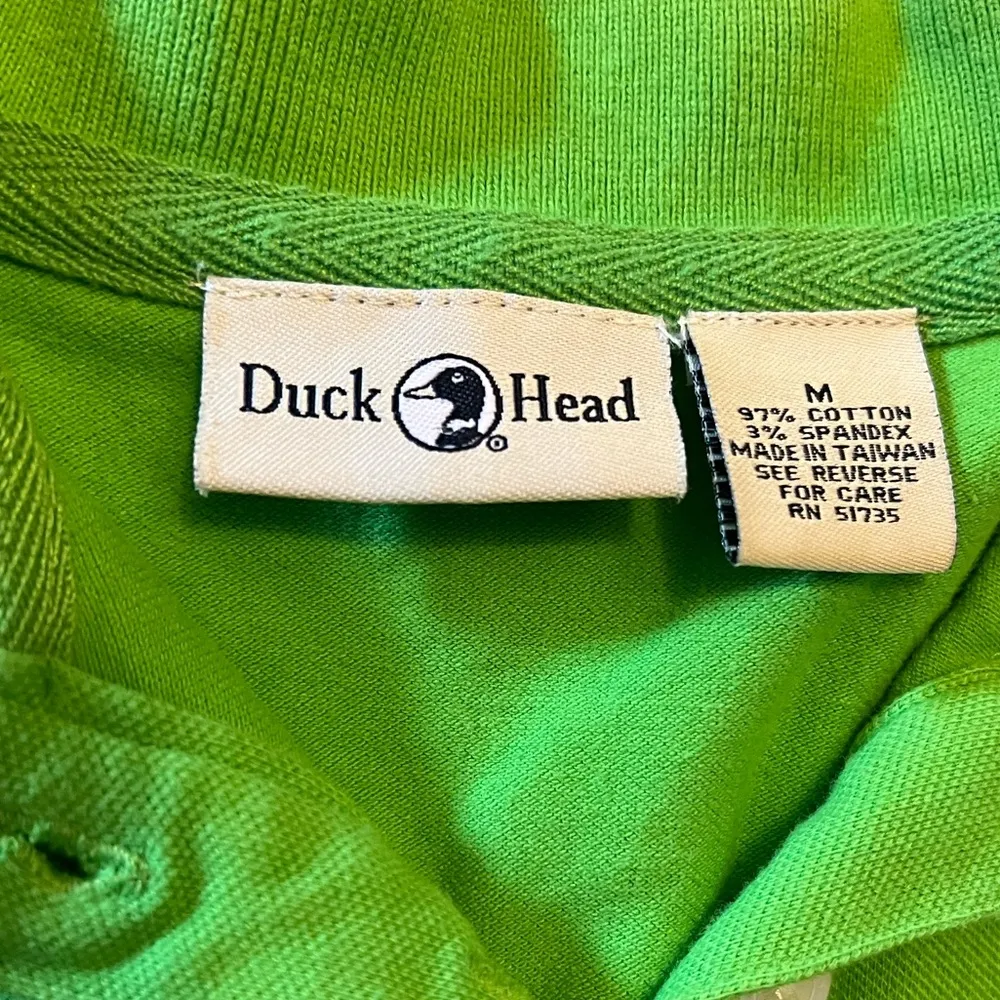 Duck Head
M
97% COTTON
3% SPANDEX
MADE IN TAIWAN
SEE REVERSE
FOR CARE
RN 51735